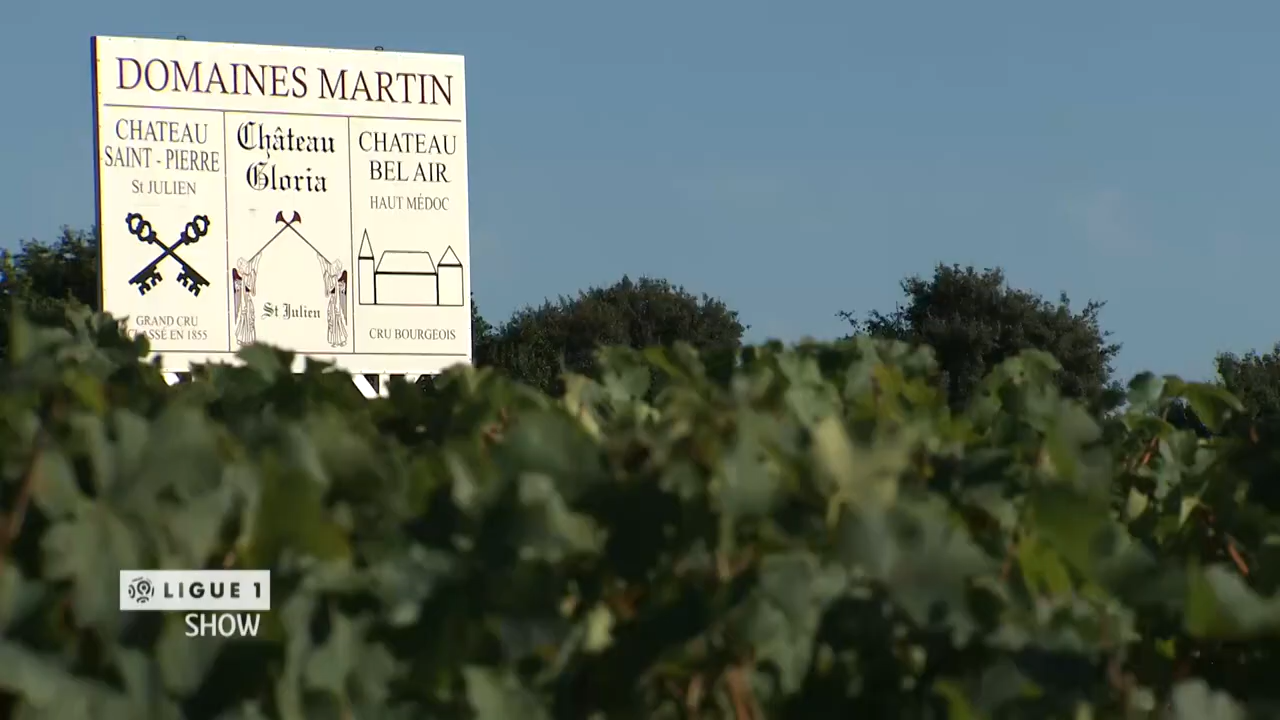 DOMAINES MARTIN
CHATEAU
SAINT - PIERRE
St JULIEN
GRAND CRU
CLASSÉ EN 1855
Château
Gloria
St Julien
CHATEAU
BEL AIR
HAUT MÉDOC
CRU BOURGEOIS
LIGUE 1
SHOW